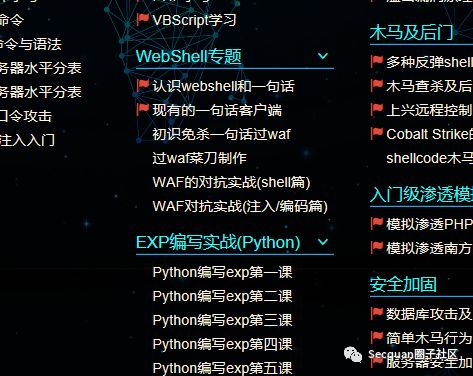 命令
命令与语法
务器水平分表
务器水平分表
口令攻击
注入入门
VBScript学习
WebShell专题
认识webshell和一句话
现有的一句话客户端
初识免杀一句话过waf
过waf菜刀制作
WAF的对抗实战(shell篇)
WAF对抗实战(注入/编码篇)
EXP编写实战(Python)
Python编写exp第一课
Python编写exp第二课
Python编写exp第三课
Python编写exp第四课
Python编写exp第五课
木马及后门
多种反弹shell
木马查杀及后
上兴远程控制
Cobalt Strike的
shellcode木马
入门级渗透模拟
模拟渗透PHP
模拟渗透南方
安全加固
数据库攻击及
简单木马行为
服务器安全加
Secquan圈子社区